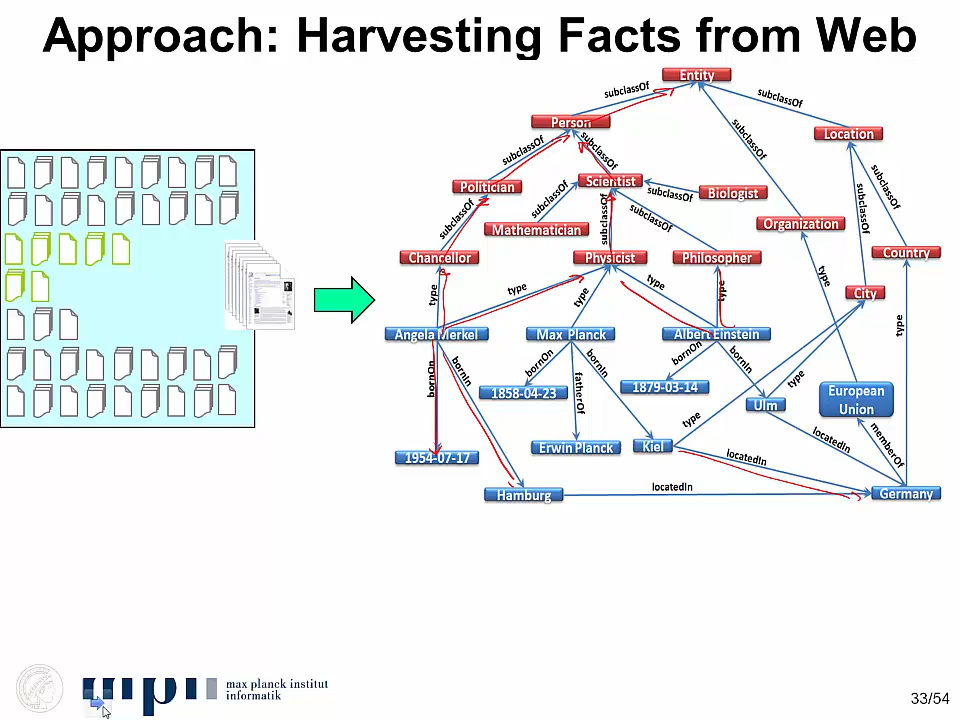 Approach: Harvesting Facts from Web
Entity
subclassOf
subclassOf
Person
Location
subclassOf
subclassOf
subclassOf
subclassOf
subclassOf
Politician
Scientist
subclassOf
Biologist
subclassOf
subclassOf
subclassOf
subclassOf
Mathematician
Organization
Chancellor
Physicist
Philosopher
Country
type
type
type
type
type
type
City
type
Angela Merkel
Max Planck
Albert Einstein
bornOn
bornIn
bornOn
bornIn
bornOn
bornIn
fatherOf
1858-04-23
1879-03-14
type
European
Union
Ulm
type
locatedIn
memberOf
1954-07-17
Erwin Planck
Kiel
locatedIn
Hamburg
locatedIn
Germany
mpii
max planck institut
informatik
33/54